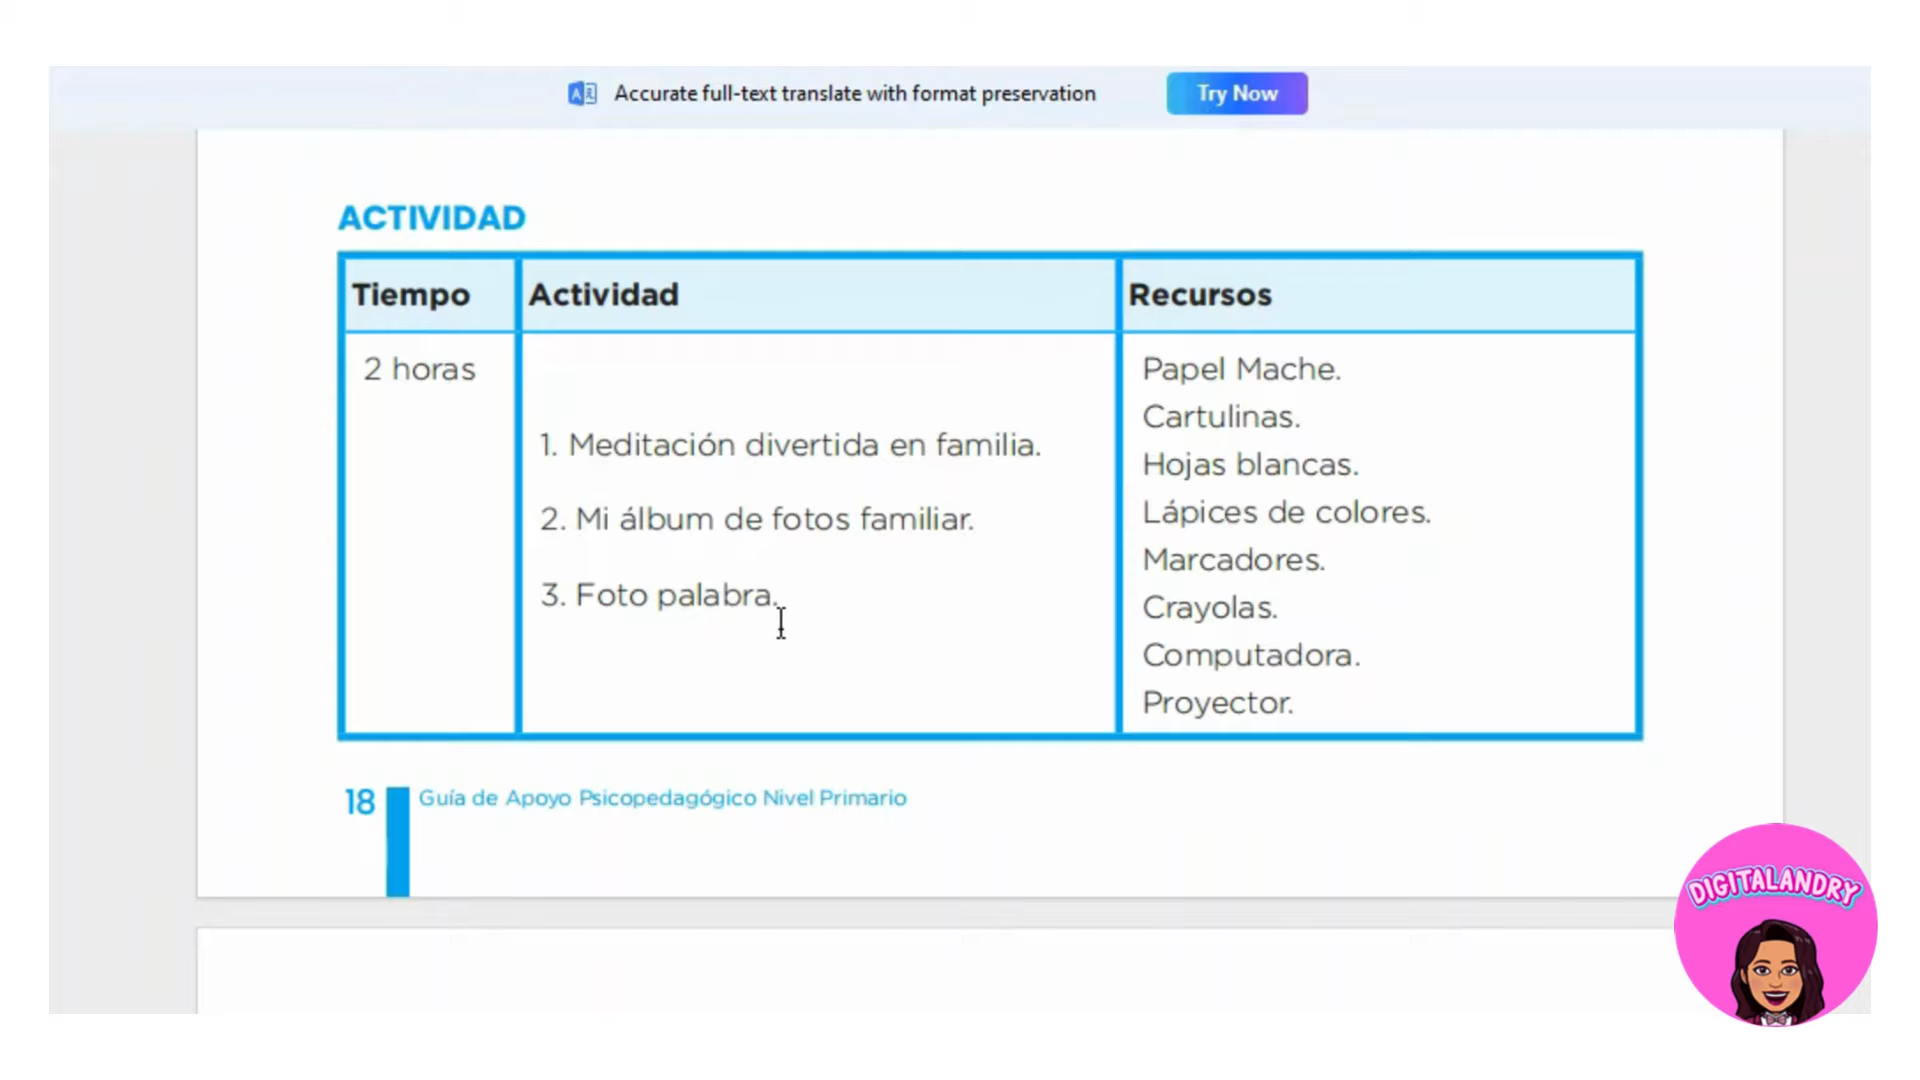 Accurate full-text translate with format preservation
Try Now
ACTIVIDAD
Tiempo
Actividad
Recursos
2 horas
1. Meditación divertida en familia.
2. Mi álbum de fotos familiar.
3. Foto palabra.
Papel Mache.
Cartulinas.
Hojas blancas.
Lápices de colores.
Marcadores.
Crayolas.
Computadora.
Proyector.
18
Guía de Apoyo Psicopedagógico Nivel Primario
DIGITALANDRY